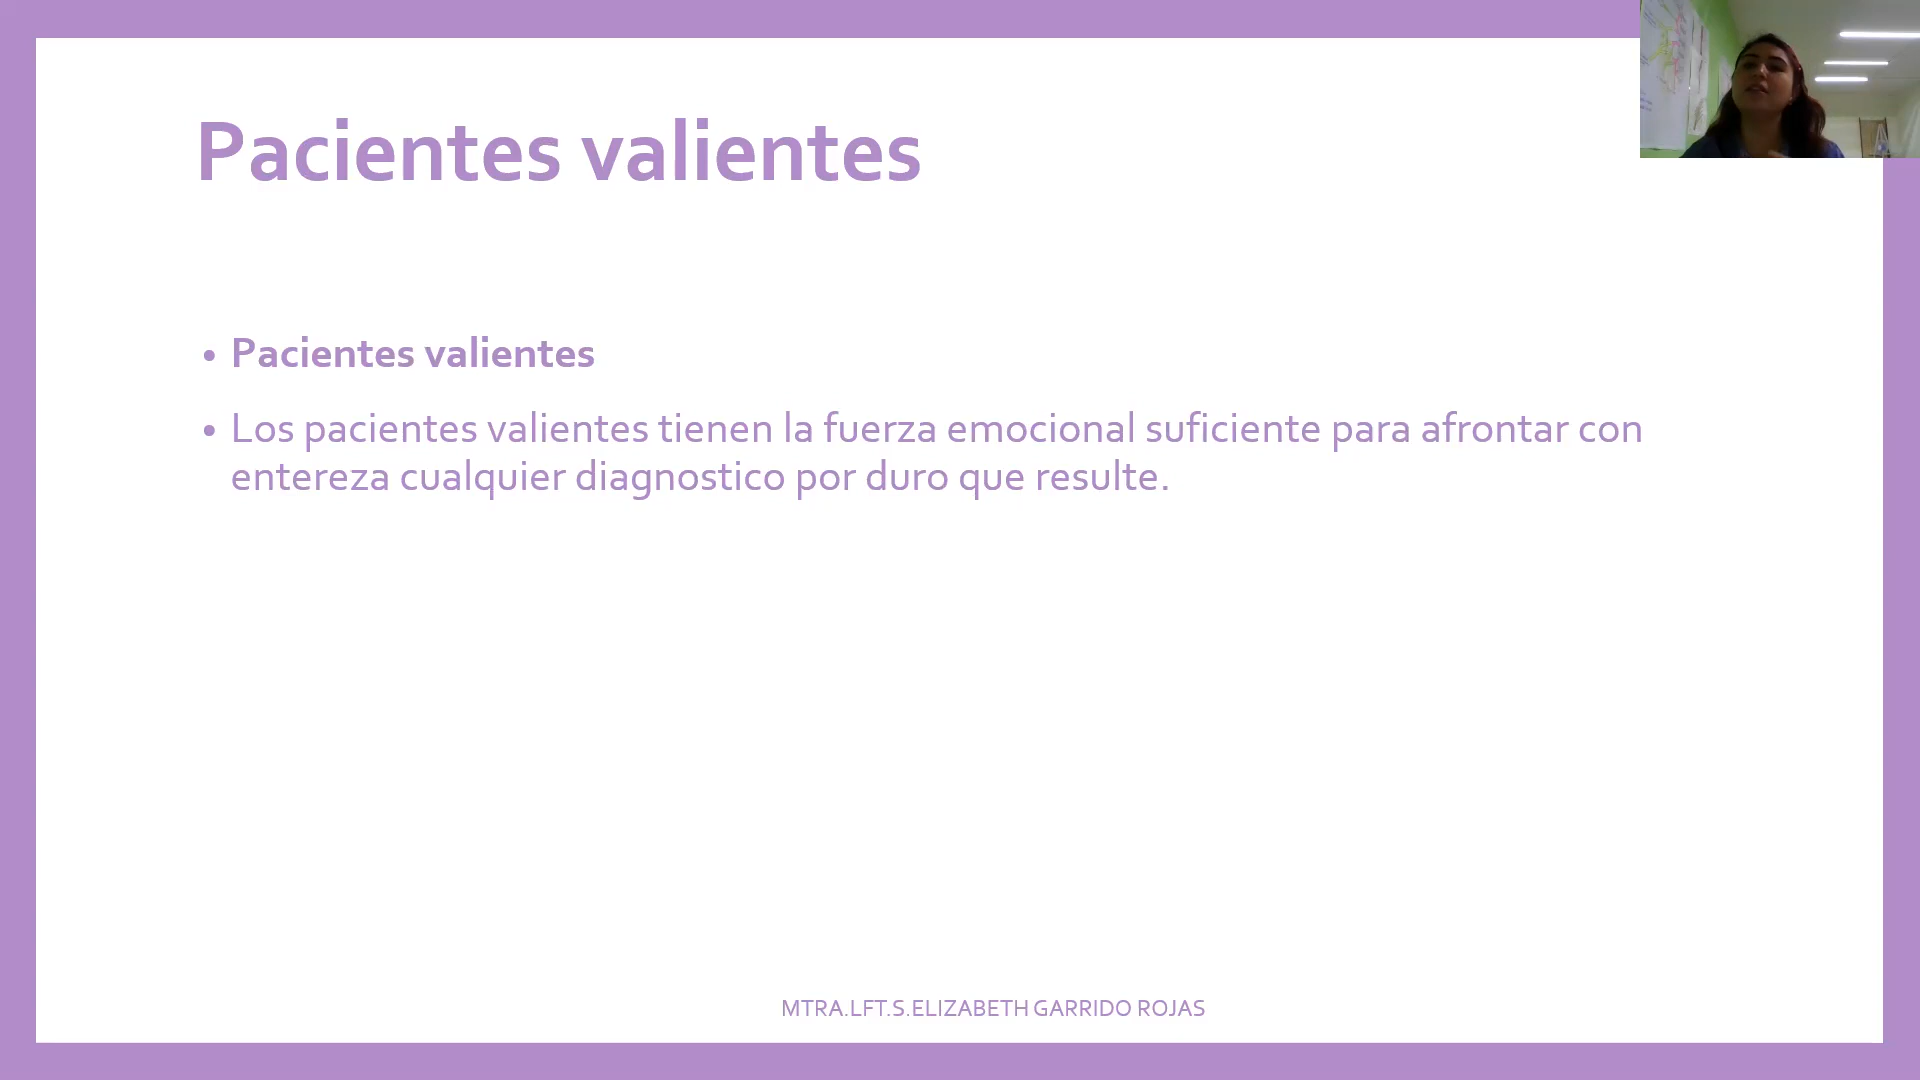 Pacientes valientes
• Pacientes valientes
• Los pacientes valientes tienen la fuerza emocional suficiente para afrontar con
entereza cualquier diagnostico por duro que resulte.
MTRA.LFT.S.ELIZABETH GARRIDO ROJAS